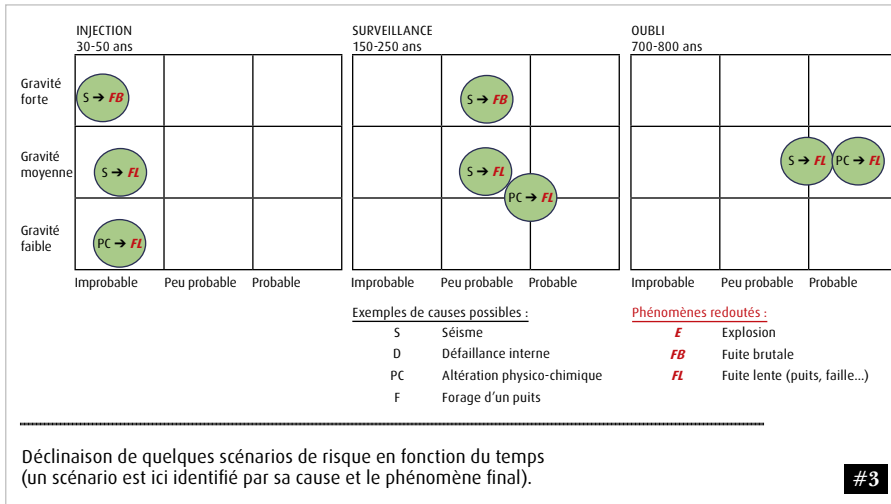 INJECTION
30-50 ans
SURVEILLANCE
150-250 ans
OUBLI
700-800 ans
Gravité
forte
S → FB
S → FB
Gravité
moyenne
S → FL
S → FL
S → FL
PC → FL
PC → FL
Gravité
faible
PC → FL
Improbable Peu probable Probable
Improbable Peu probable Probable
Improbable Peu probable Probable
Exemples de causes possibles :
S Séisme
D Défaillance interne
PC Altération physico-chimique
F Forage d'un puits
Phénomènes redoutés :
E Explosion
FB Fuite brutale
FL Fuite lente (puits, faille...)
Déclinaison de quelques scénarios de risque en fonction du temps
(un scénario est ici identifié par sa cause et le phénomène final).
#3